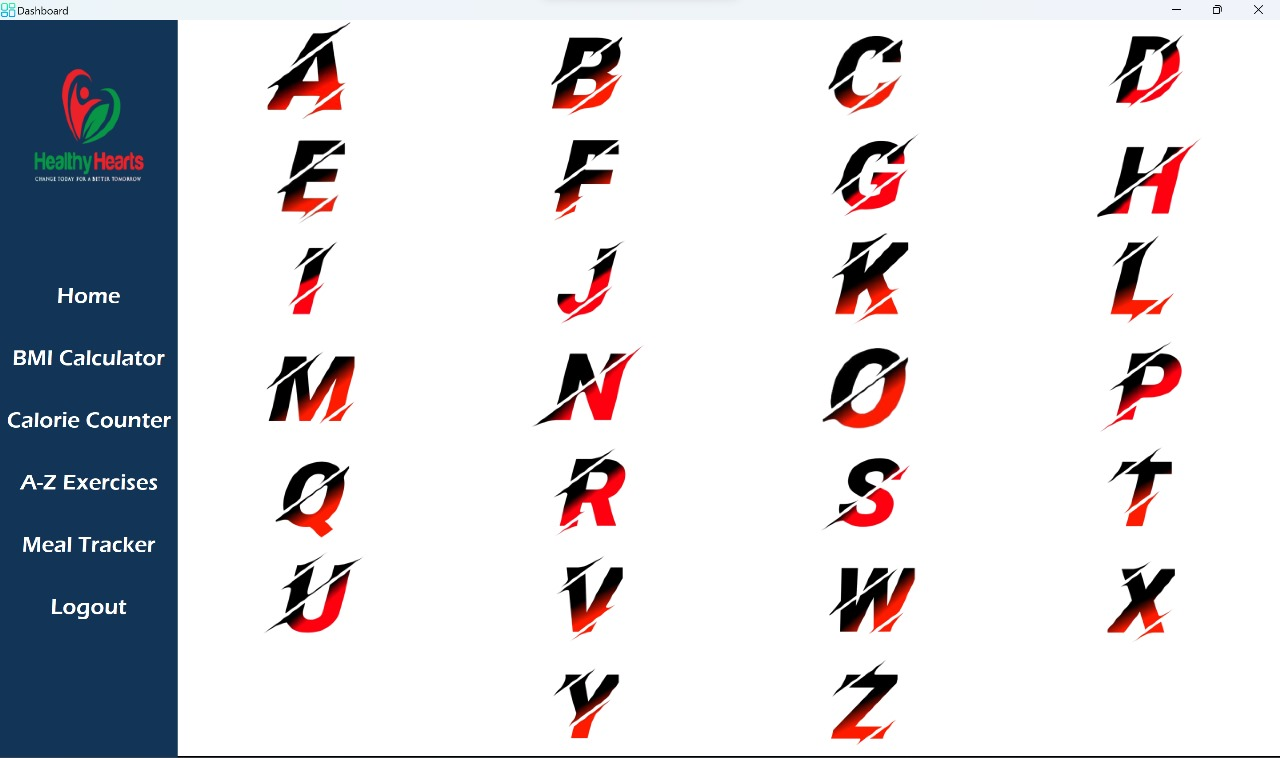 Dashboard
Healthy Hearts
CHANGE TODAY FOR A BETTER TOMORROW
Home
BMI Calculator
Calorie Counter
A-Z Exercises
Meal Tracker
Logout
A B C D
E F G H
I J K L
M N O P
Q R S T
U V W X
Y Z